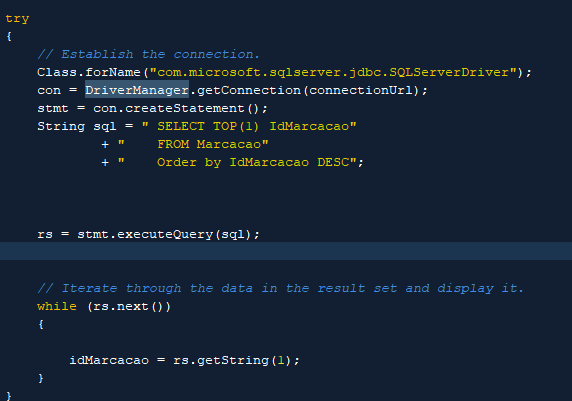 try
{
// Establish the connection.
Class.forName("com.microsoft.sqlserver.jdbc.SQLServerDriver");
con = DriverManager.getConnection(connectionUrl);
stmt = con.createStatement();
String sql = " SELECT TOP(1) IdMarcacao"
+ "    FROM Marcacao"
+ "    Order by IdMarcacao DESC";
rs = stmt.executeQuery(sql);
// Iterate through the data in the result set and display it.
while (rs.next())
{
idMarcacao = rs.getString(1);
}
}